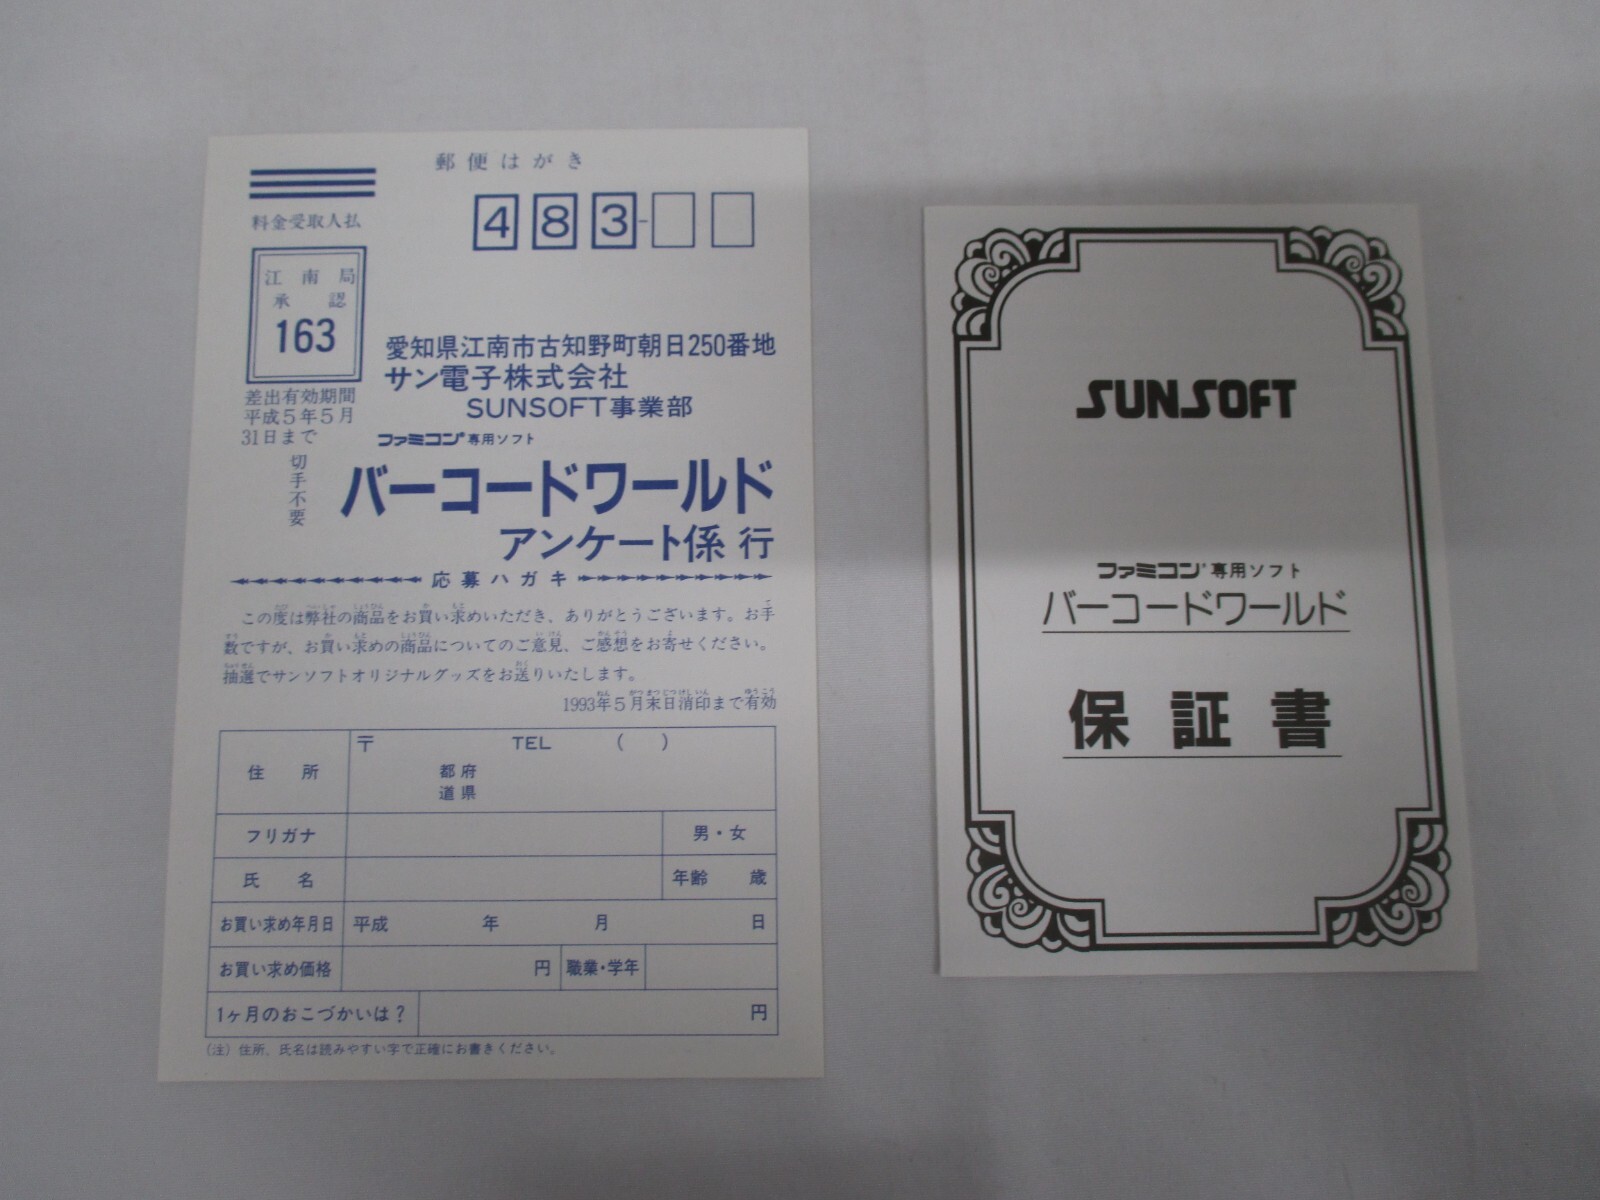 郵便はがき
料金受取人払
483-
江南局
承認
163
差出有効期間
平成5年5月
31日まで
切手不要
愛知県江南市古知野町朝日250番地
サン電子株式会社
SUNSOFT事業部
ファミコン®専用ソフト
バーコードワールド
アンケート係 行
応募ハガキ
この度は弊社の商品をお買い求めいただき、ありがとうございます。お手
数ですが、お買い求めの商品についてのご意見、ご感想をお寄せください。
抽選でサンソフトオリジナルグッズをお送りいたします。
1993年5月末日消印まで有効
住所 〒 TEL ( )
都府
道県
フリガナ 男・女
氏名 年齢 歳
お買い求め年月日 平成 年 月 日
お買い求め価格 円 職業・学年
1ヶ月のおこづかいは? 円
(注) 住所、氏名は読みやすい字で正確にお書きください。
SUNSOFT
ファミコン®専用ソフト
バーコードワールド
保証書